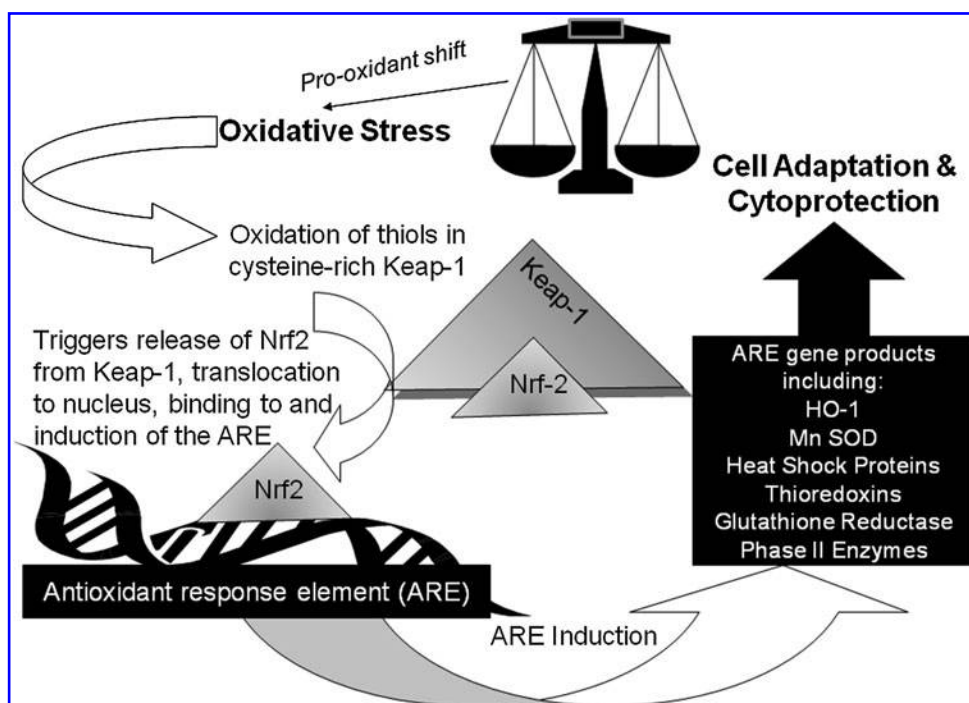 Pro-oxidant shift
Oxidative Stress
Oxidation of thiols in
cysteine-rich Keap-1
Keap-1
Nrf-2
Triggers release of Nrf2
from Keap-1, translocation
to nucleus, binding to and
induction of the ARE
Nrf2
Antioxidant response element (ARE)
ARE Induction
ARE gene products
including:
HO-1
Mn SOD
Heat Shock Proteins
Thioredoxins
Glutathione Reductase
Phase II Enzymes
Cell Adaptation &
Cytoprotection